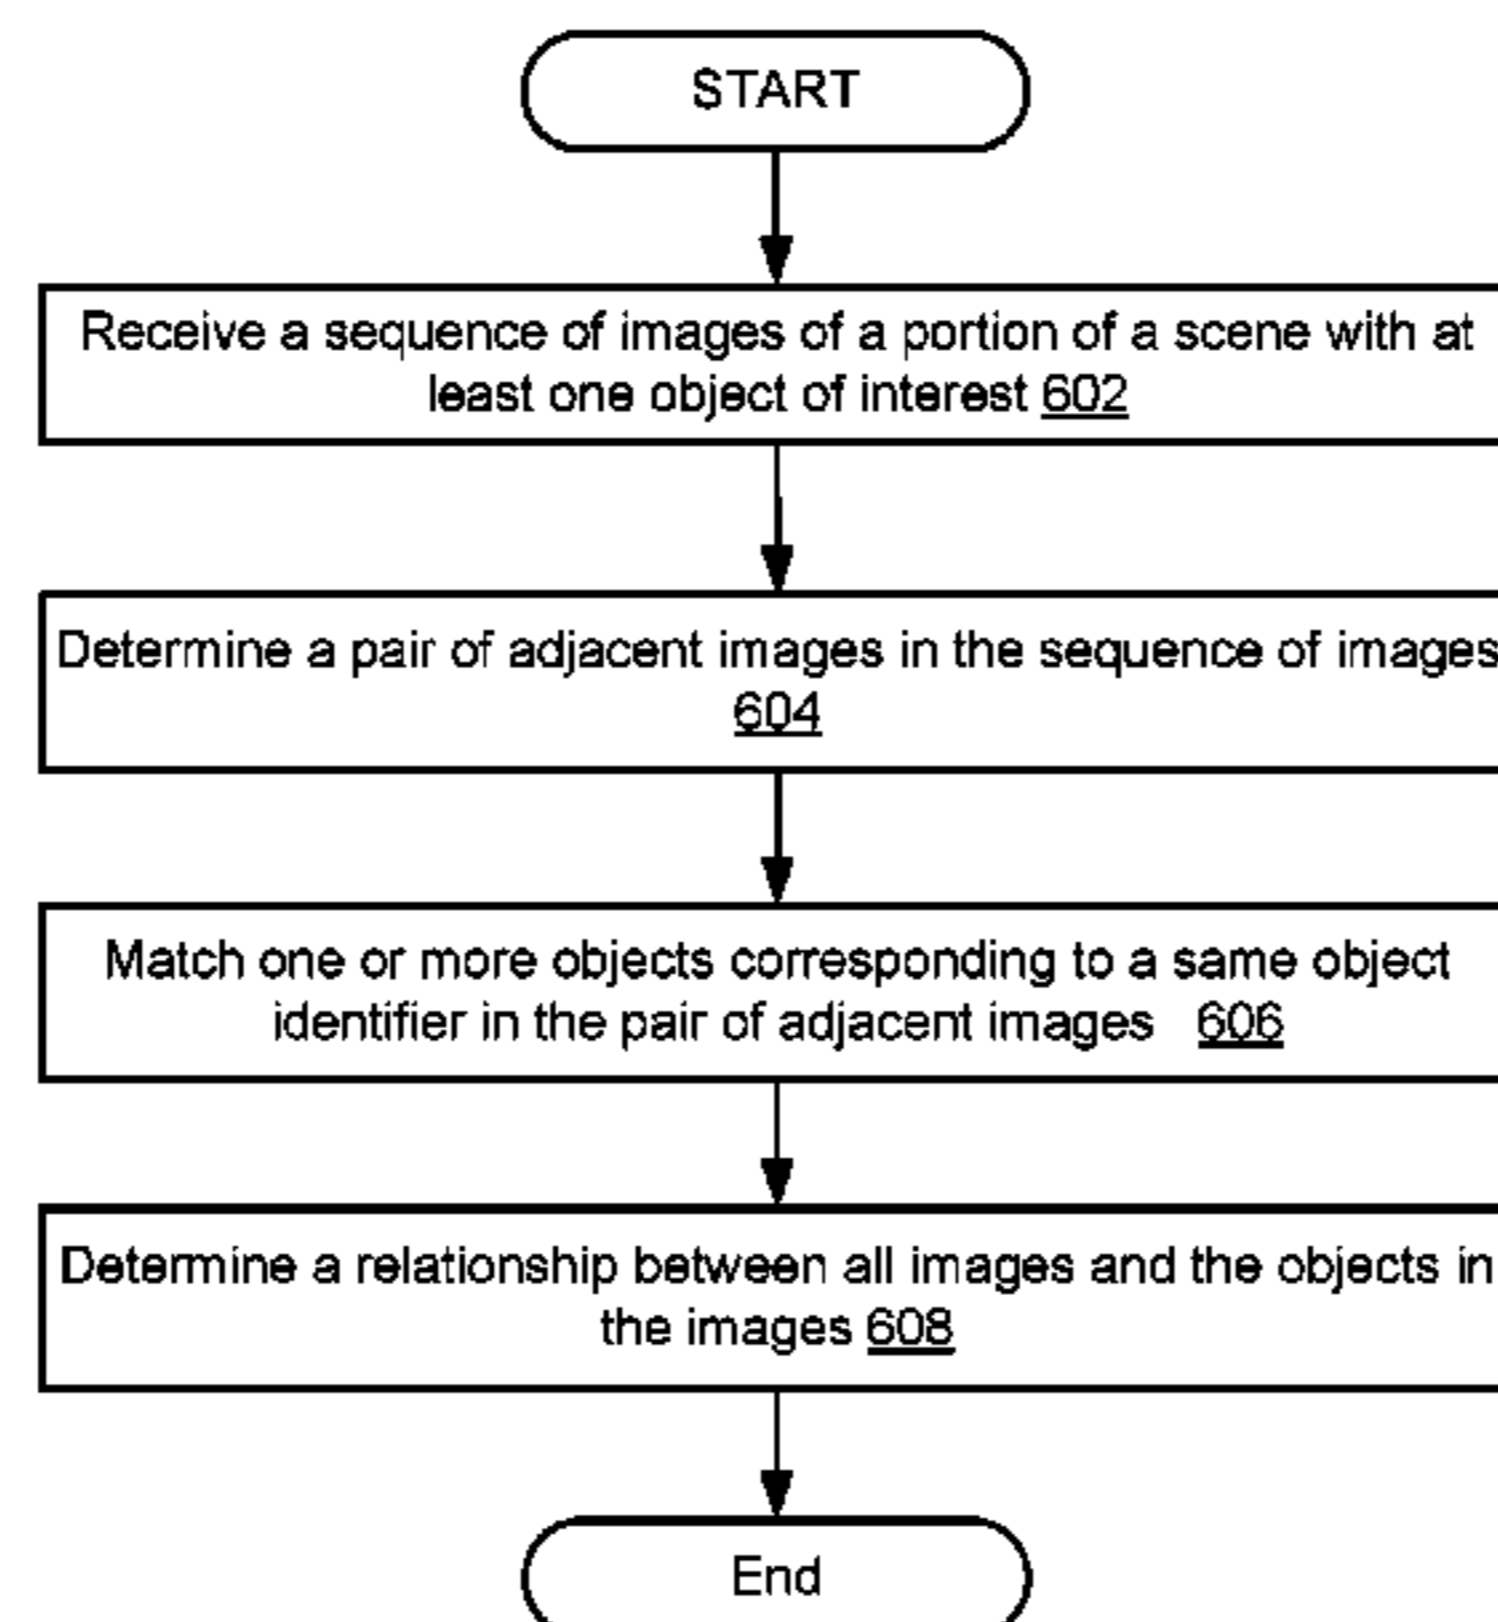 START
Receive a sequence of images of a portion of a scene with at
least one object of interest 602
Determine a pair of adjacent images in the sequence of images
604
Match one or more objects corresponding to a same object
identifier in the pair of adjacent images 606
Determine a relationship between all images and the objects in
the images 608
End